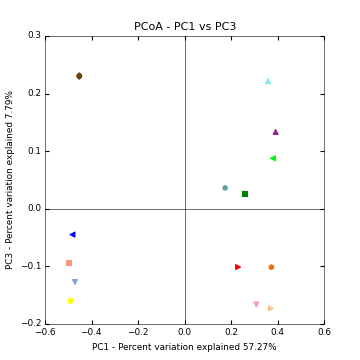 PCoA - PC1 vs PC3
0.3
0.2
0.1
0.0
−0.1
−0.2
PC3 - Percent variation explained 7.79%
−0.6 −0.4 −0.2 0.0 0.2 0.4 0.6
PC1 - Percent variation explained 57.27%